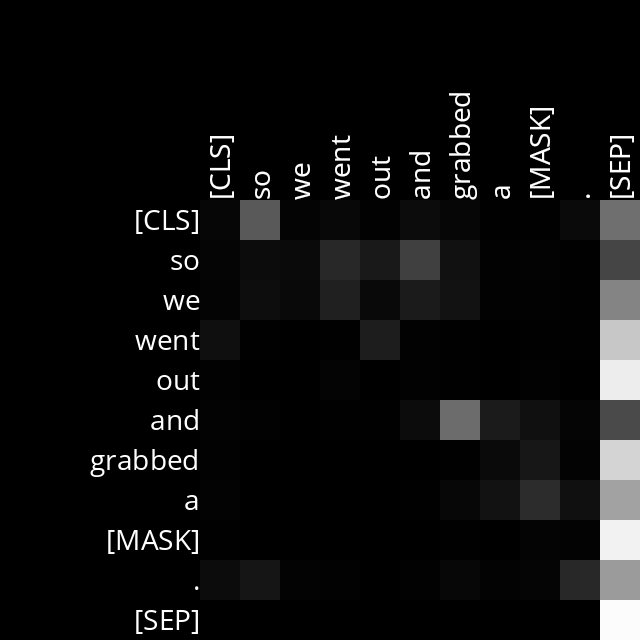 [CLS] so we went out and grabbed a [MASK] . [SEP]
[CLS]
so
we
went
out
and
grabbed
a
[MASK]
.
[SEP]